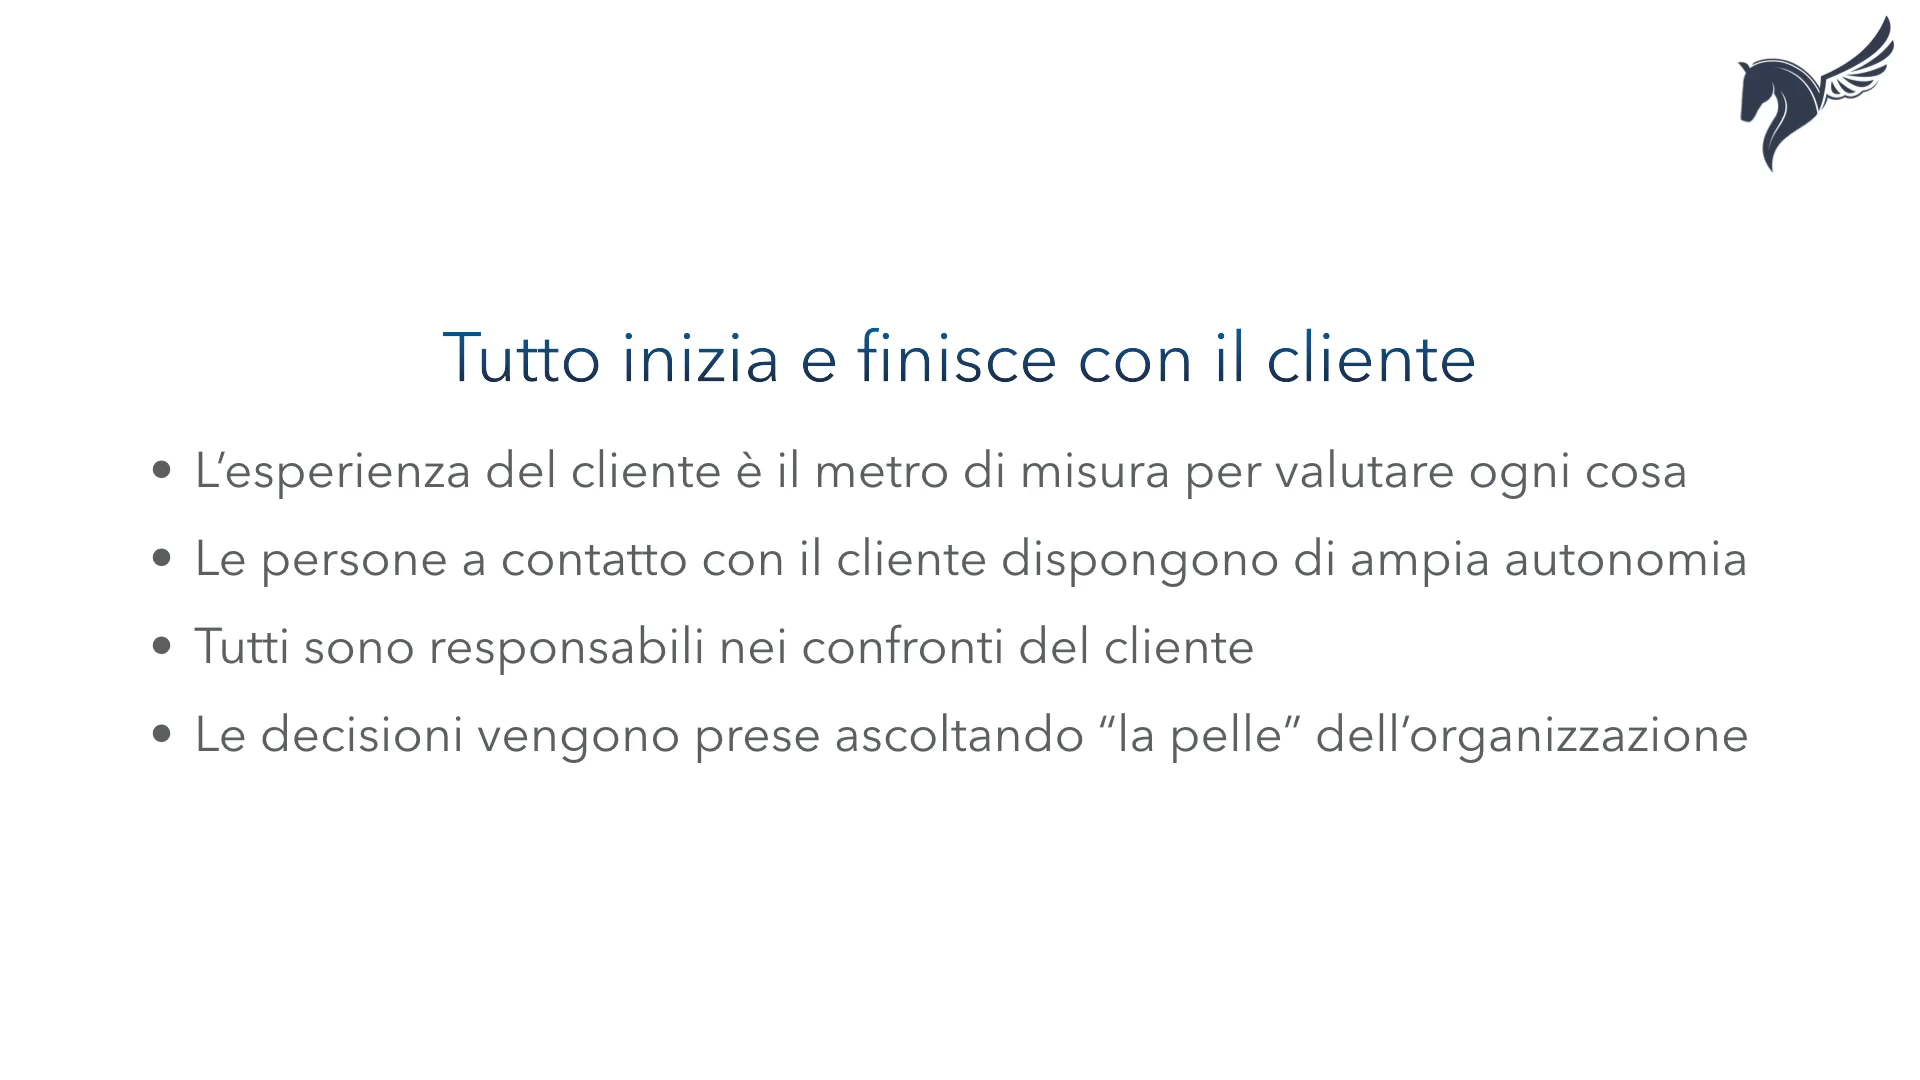 Tutto inizia e finisce con il cliente
• L’esperienza del cliente è il metro di misura per valutare ogni cosa
• Le persone a contatto con il cliente dispongono di ampia autonomia
• Tutti sono responsabili nei confronti del cliente
• Le decisioni vengono prese ascoltando “la pelle” dell’organizzazione